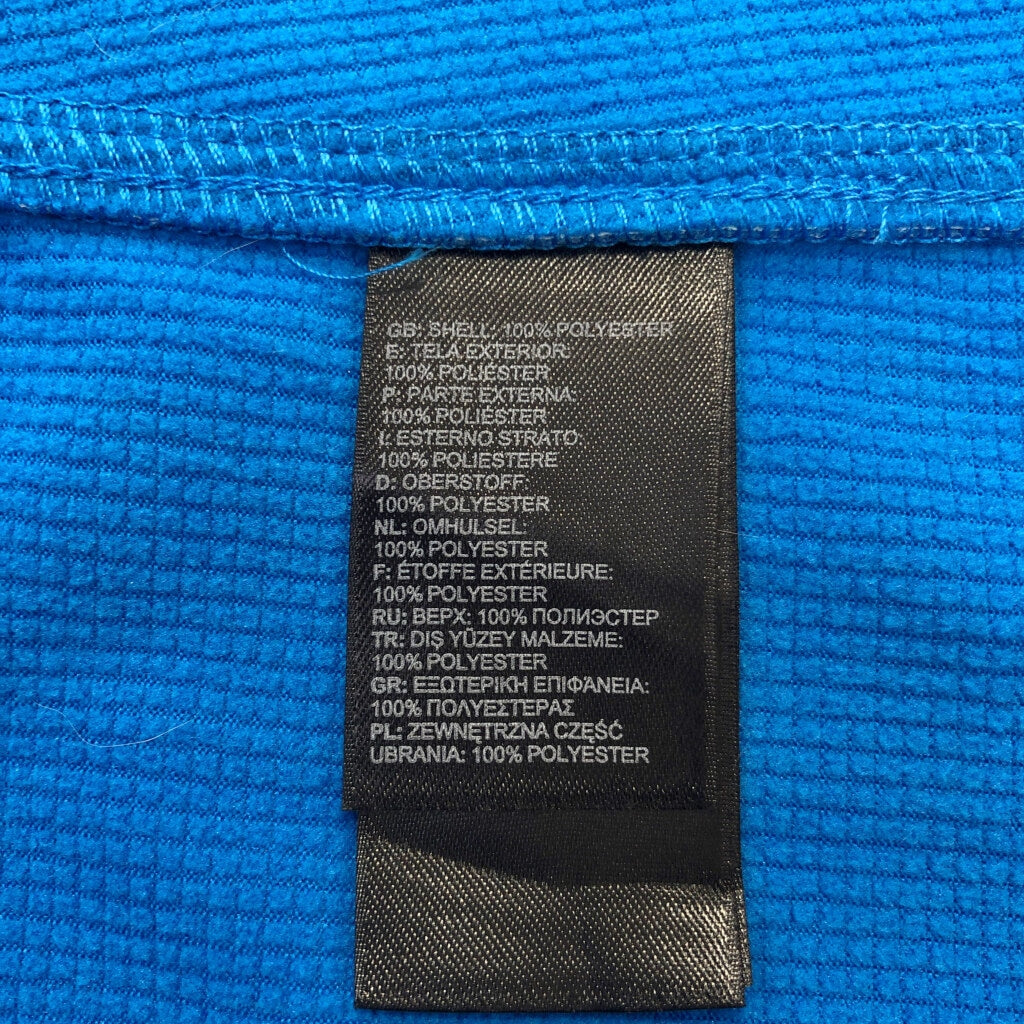 GB: SHELL: 100% POLYESTER
E: TELA EXTERIOR:
100% POLIÉSTER
P: PARTE EXTERNA:
100% POLIÉSTER
I: ESTERNO STRATO:
100% POLIESTERE
D: OBERSTOFF:
100% POLYESTER
NL: OMHULSEL:
100% POLYESTER
F: ÉTOFFE EXTÉRIEURE:
100% POLYESTER
RU: ВЕРХ: 100% ПОЛИЭСТЕР
TR: DIŞ YÜZEY MALZEME:
100% POLYESTER
GR: ΕΞΩΤΕΡΙΚΗ ΕΠΙΦΆΝΕΙΑ:
100% ΠΟΛΥΕΣΤΕΡΑΣ
PL: ZEWNĘTRZNA CZĘŚĆ
UBRANIA: 100% POLYESTER